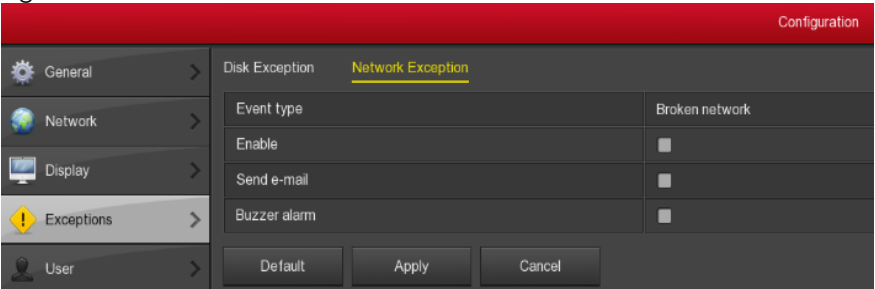 Configuration
General
Disk Exception Network Exception
Event type Broken network
Network
Enable
Display
Send e-mail
Exceptions
Buzzer alarm
User
Default Apply Cancel